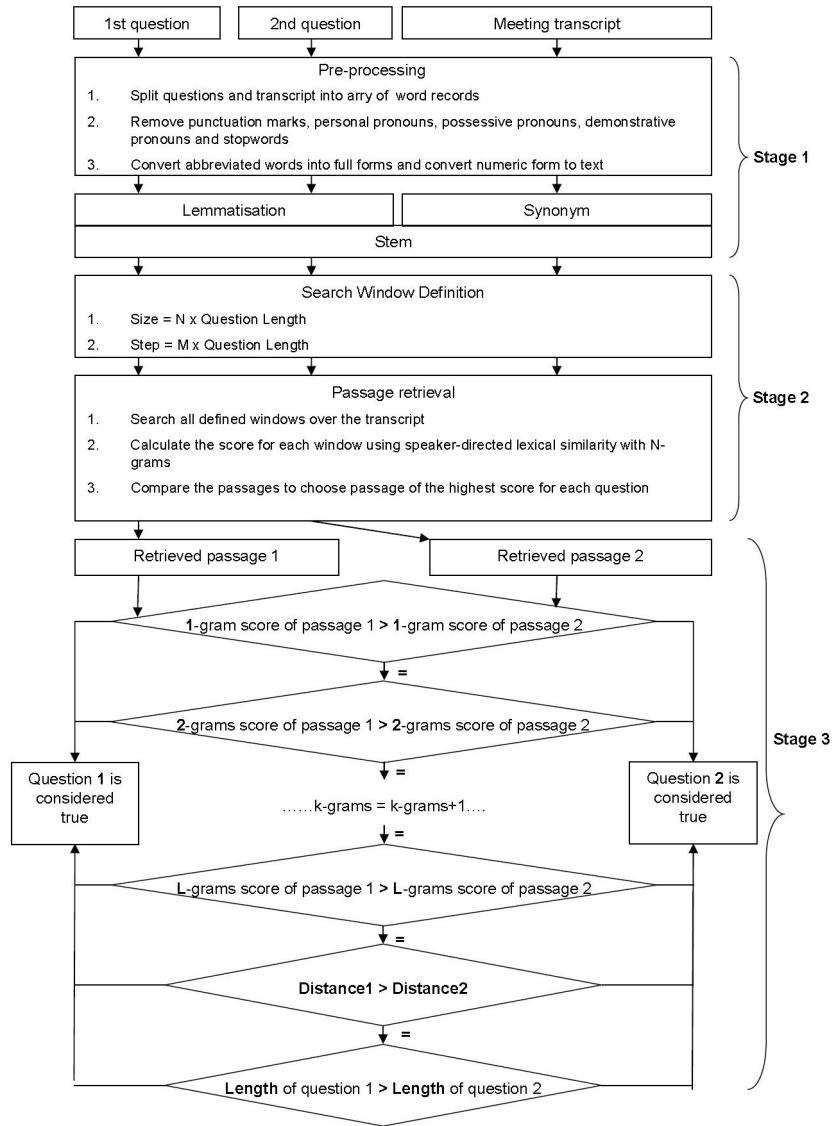 1st question
2nd question
Meeting transcript
Pre-processing
1. Split questions and transcript into arry of word records
2. Remove punctuation marks, personal pronouns, possessive pronouns, demonstrative
pronouns and stopwords
3. Convert abbreviated words into full forms and convert numeric form to text
Stage 1
Lemmatisation
Synonym
Stem
Search Window Definition
1. Size = N x Question Length
2. Step = M x Question Length
Passage retrieval
1. Search all defined windows over the transcript
2. Calculate the score for each window using speaker-directed lexical similarity with N-
grams
3. Compare the passages to choose passage of the highest score for each question
Stage 2
Retrieved passage 1
Retrieved passage 2
1-gram score of passage 1 > 1-gram score of passage 2
=
2-grams score of passage 1 > 2-grams score of passage 2
=
Stage 3
Question 1 is
considered
true
Question 2 is
considered
true
......k-grams = k-grams+1....
=
L-grams score of passage 1 > L-grams score of passage 2
=
Distance1 > Distance2
=
Length of question 1 > Length of question 2